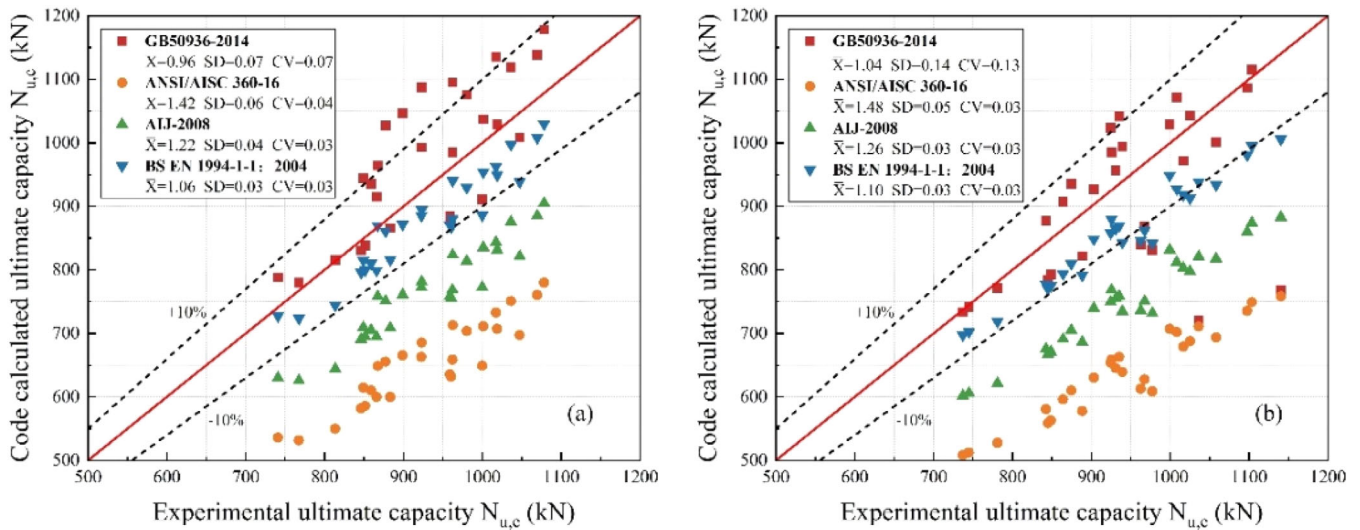 Code calculated ultimate capacity Nu,c (kN)
1200
1100
1000
900
800
700
600
500
GB50936-2014
X−0.96 SD−0.07 CV−0.07
ANSI/AISC 360-16
X−1.42 SD−0.06 CV−0.04
AIJ-2008
X̄=1.22 SD=0.04 CV=0.03
BS EN 1994-1-1: 2004
X̄=1.06 SD=0.03 CV=0.03
+10%
-10%
(a)
500 600 700 800 900 1000 1100 1200
Experimental ultimate capacity Nu,c (kN)
Code calculated ultimate capacity Nu,c (kN)
1200
1100
1000
900
800
700
600
500
GB50936-2014
X−1.04 SD−0.14 CV−0.13
ANSI/AISC 360-16
X̄=1.48 SD=0.05 CV=0.03
AIJ-2008
X̄=1.26 SD=0.03 CV=0.03
BS EN 1994-1-1: 2004
X̄=1.10 SD=0.03 CV=0.03
+10%
-10%
(b)
500 600 700 800 900 1000 1100 1200
Experimental ultimate capacity Nu,c (kN)